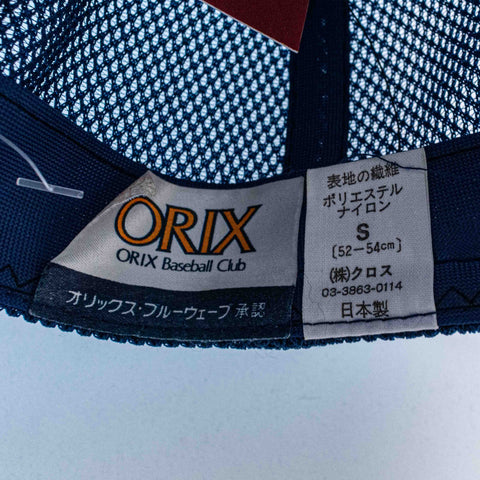 ORIX
ORIX Baseball Club
オリックス・ブルーウェーブ 承認
表地の繊維
ポリエステル
ナイロン
S
〔52－54cm〕
(株)クロス
03-3863-0114
日本製